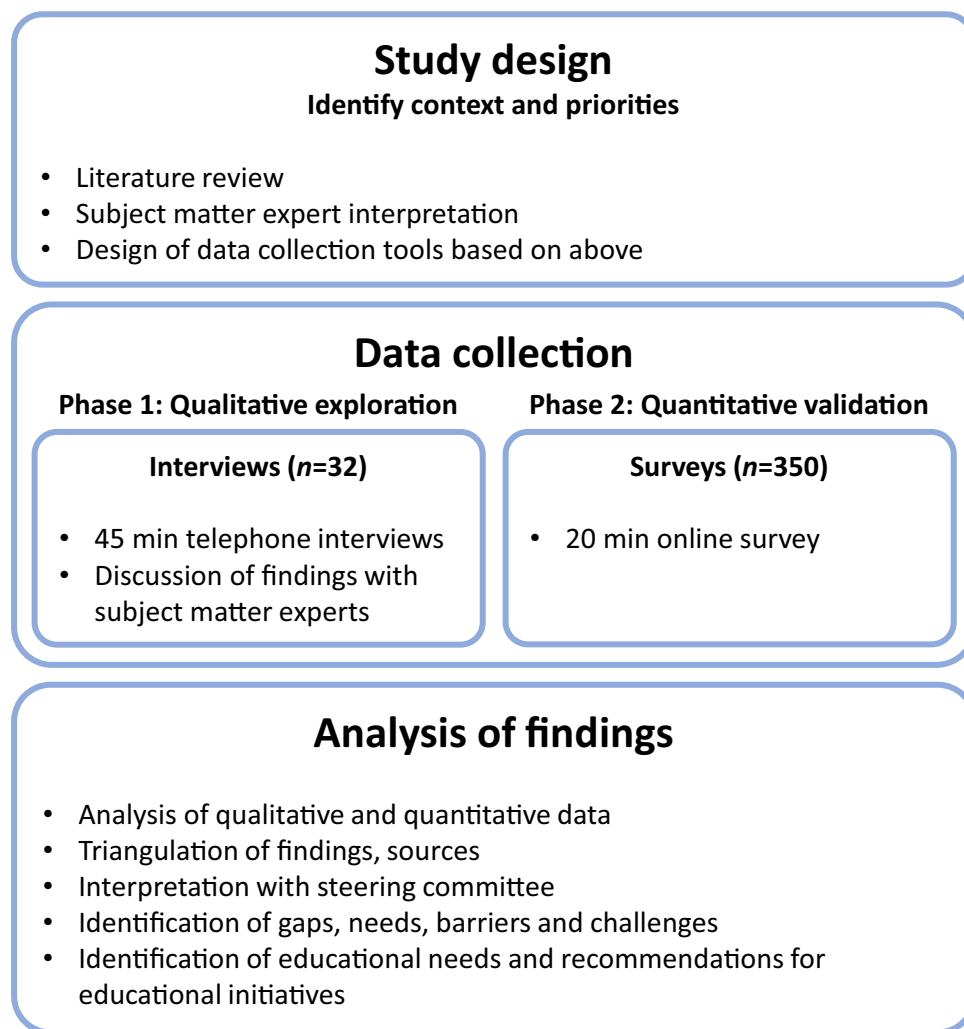 Study design
Identify context and priorities
• Literature review
• Subject matter expert interpretation
• Design of data collection tools based on above
Data collection
Phase 1: Qualitative exploration
Interviews (n=32)
• 45 min telephone interviews
• Discussion of findings with
subject matter experts
Phase 2: Quantitative validation
Surveys (n=350)
• 20 min online survey
Analysis of findings
• Analysis of qualitative and quantitative data
• Triangulation of findings, sources
• Interpretation with steering committee
• Identification of gaps, needs, barriers and challenges
• Identification of educational needs and recommendations for
educational initiatives